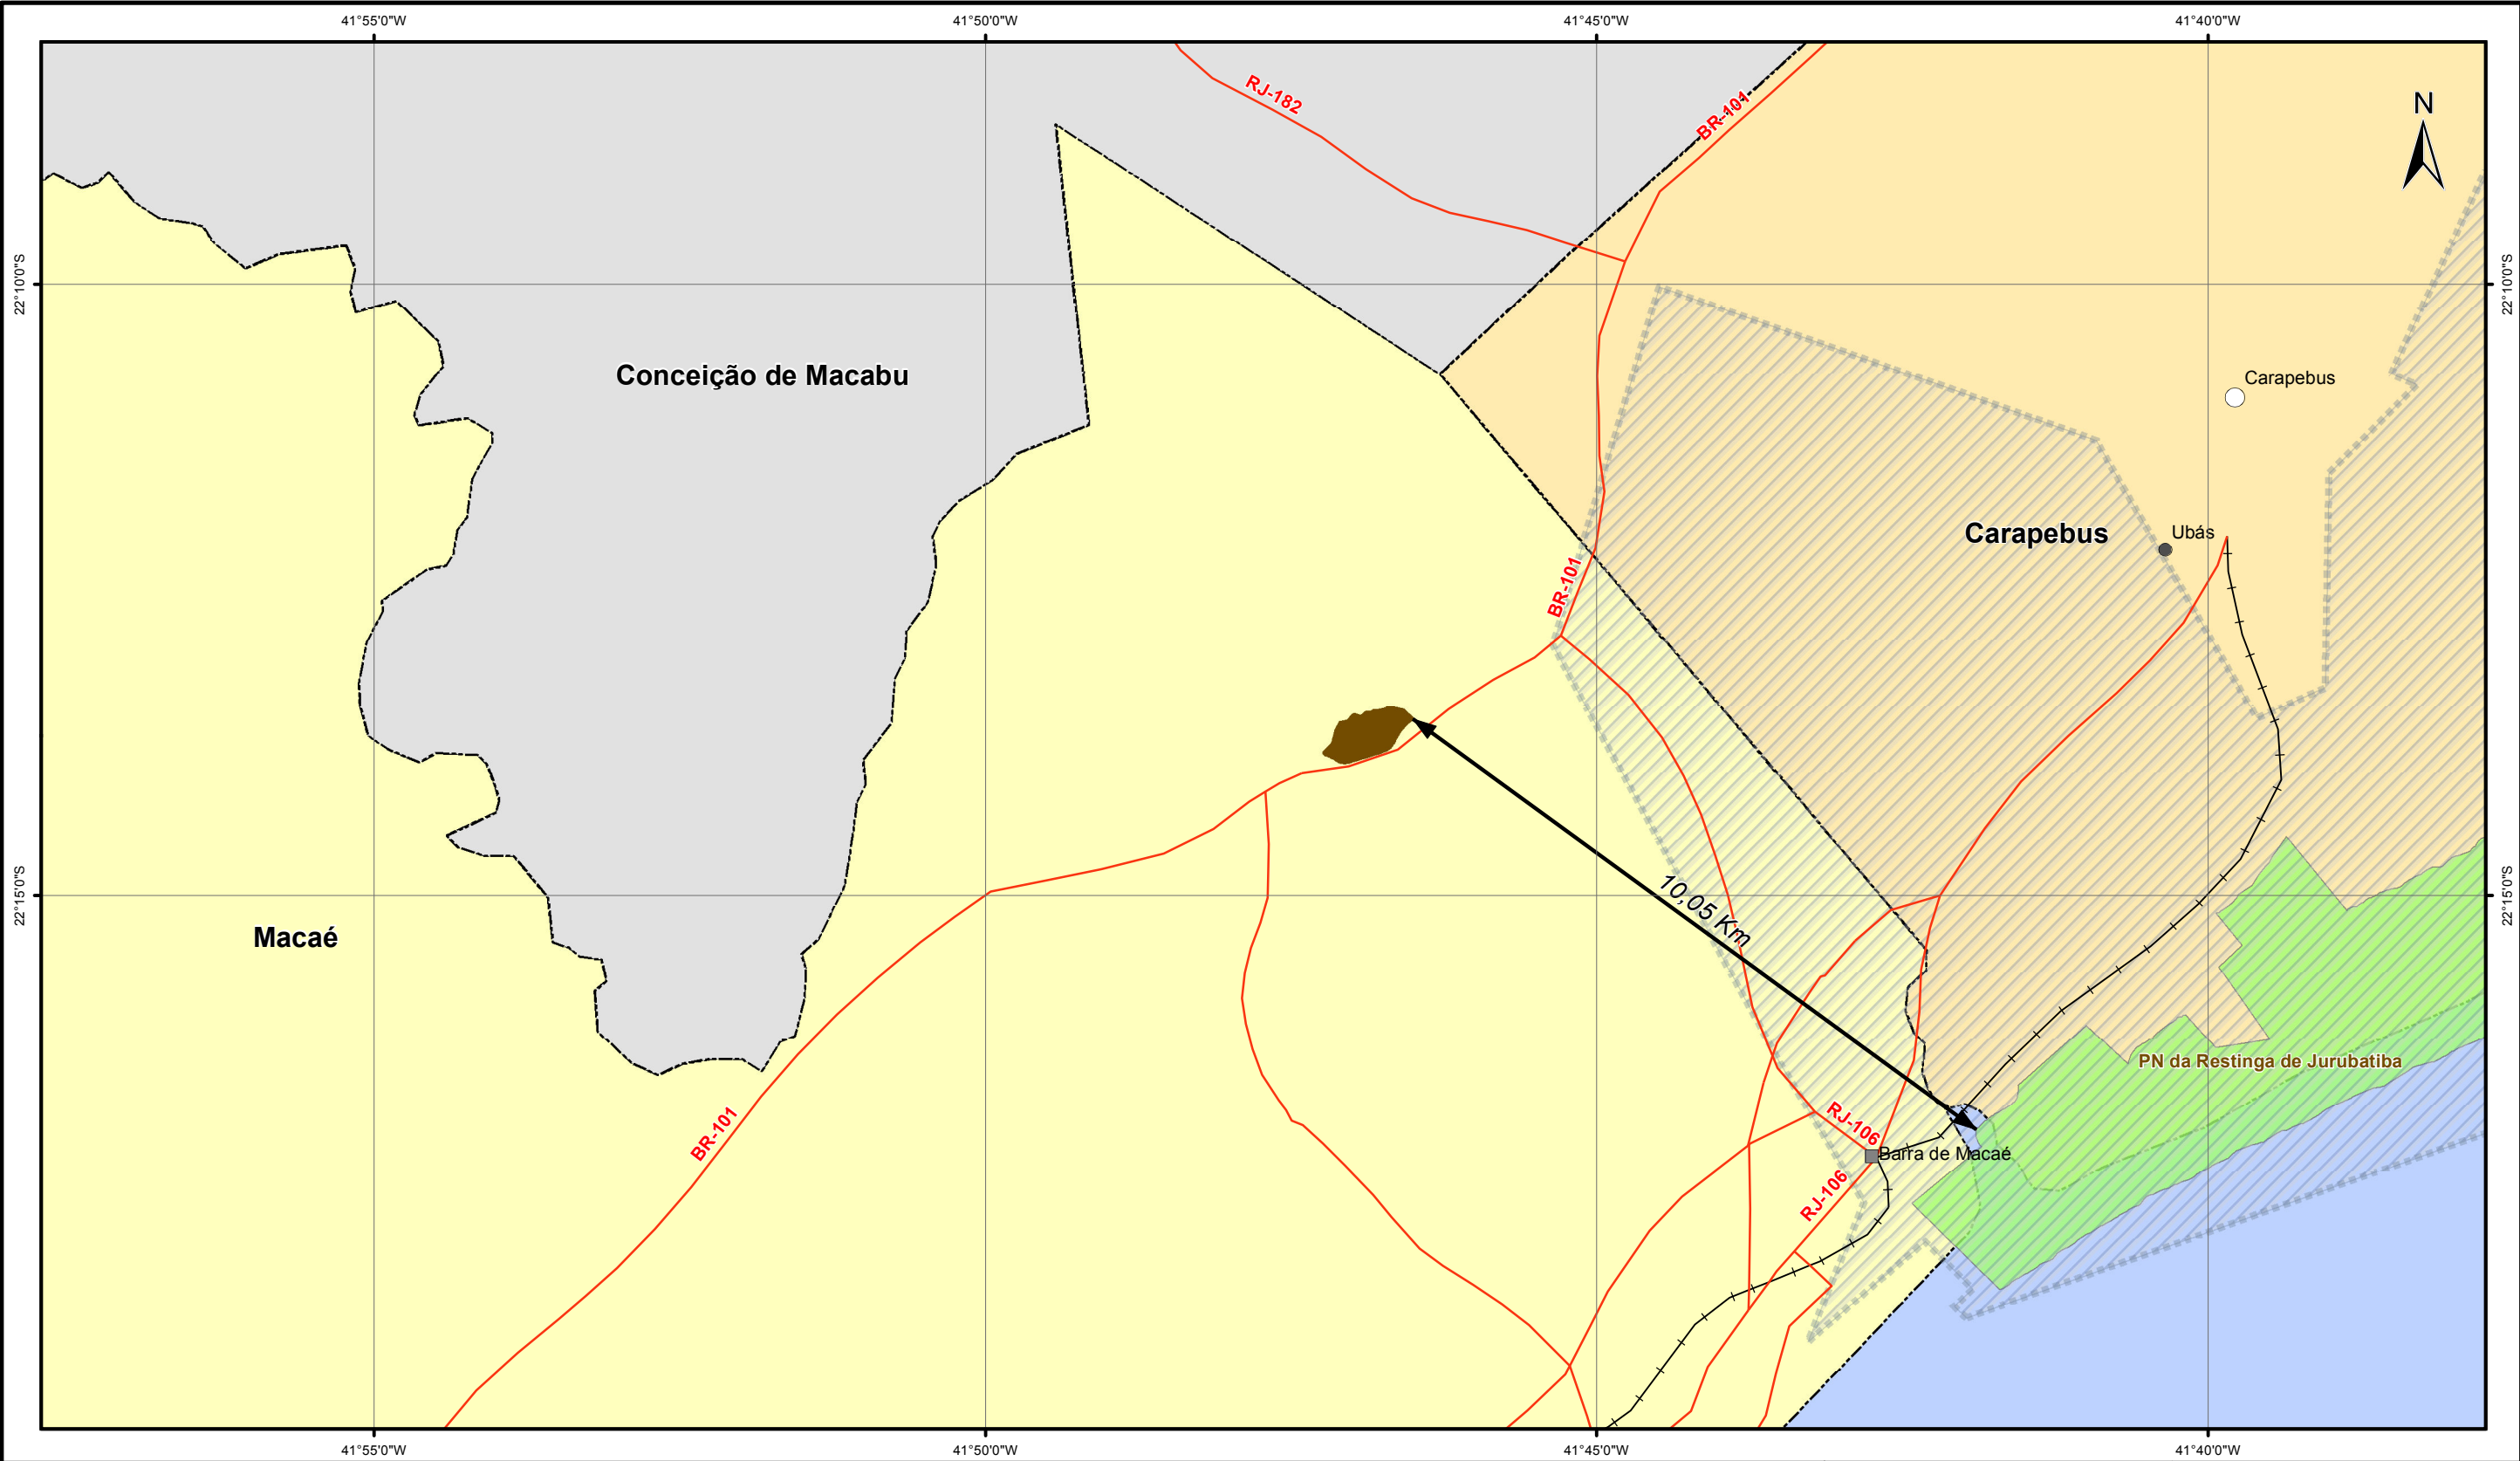 41°55'0"W
41°50'0"W
41°45'0"W
41°40'0"W
RJ-182
BR-101
N
22°10'0"S
22°10'0"S
Conceição de Macabu
Carapebus
Carapebus
Ubás
BR-101
22°15'0"S
22°15'0"S
10,05 Km
Macaé
PN da Restinga de Jurubatiba
BR-101
RJ-106
Barra de Macaé
RJ-106
41°55'0"W
41°50'0"W
41°45'0"W
41°40'0"W